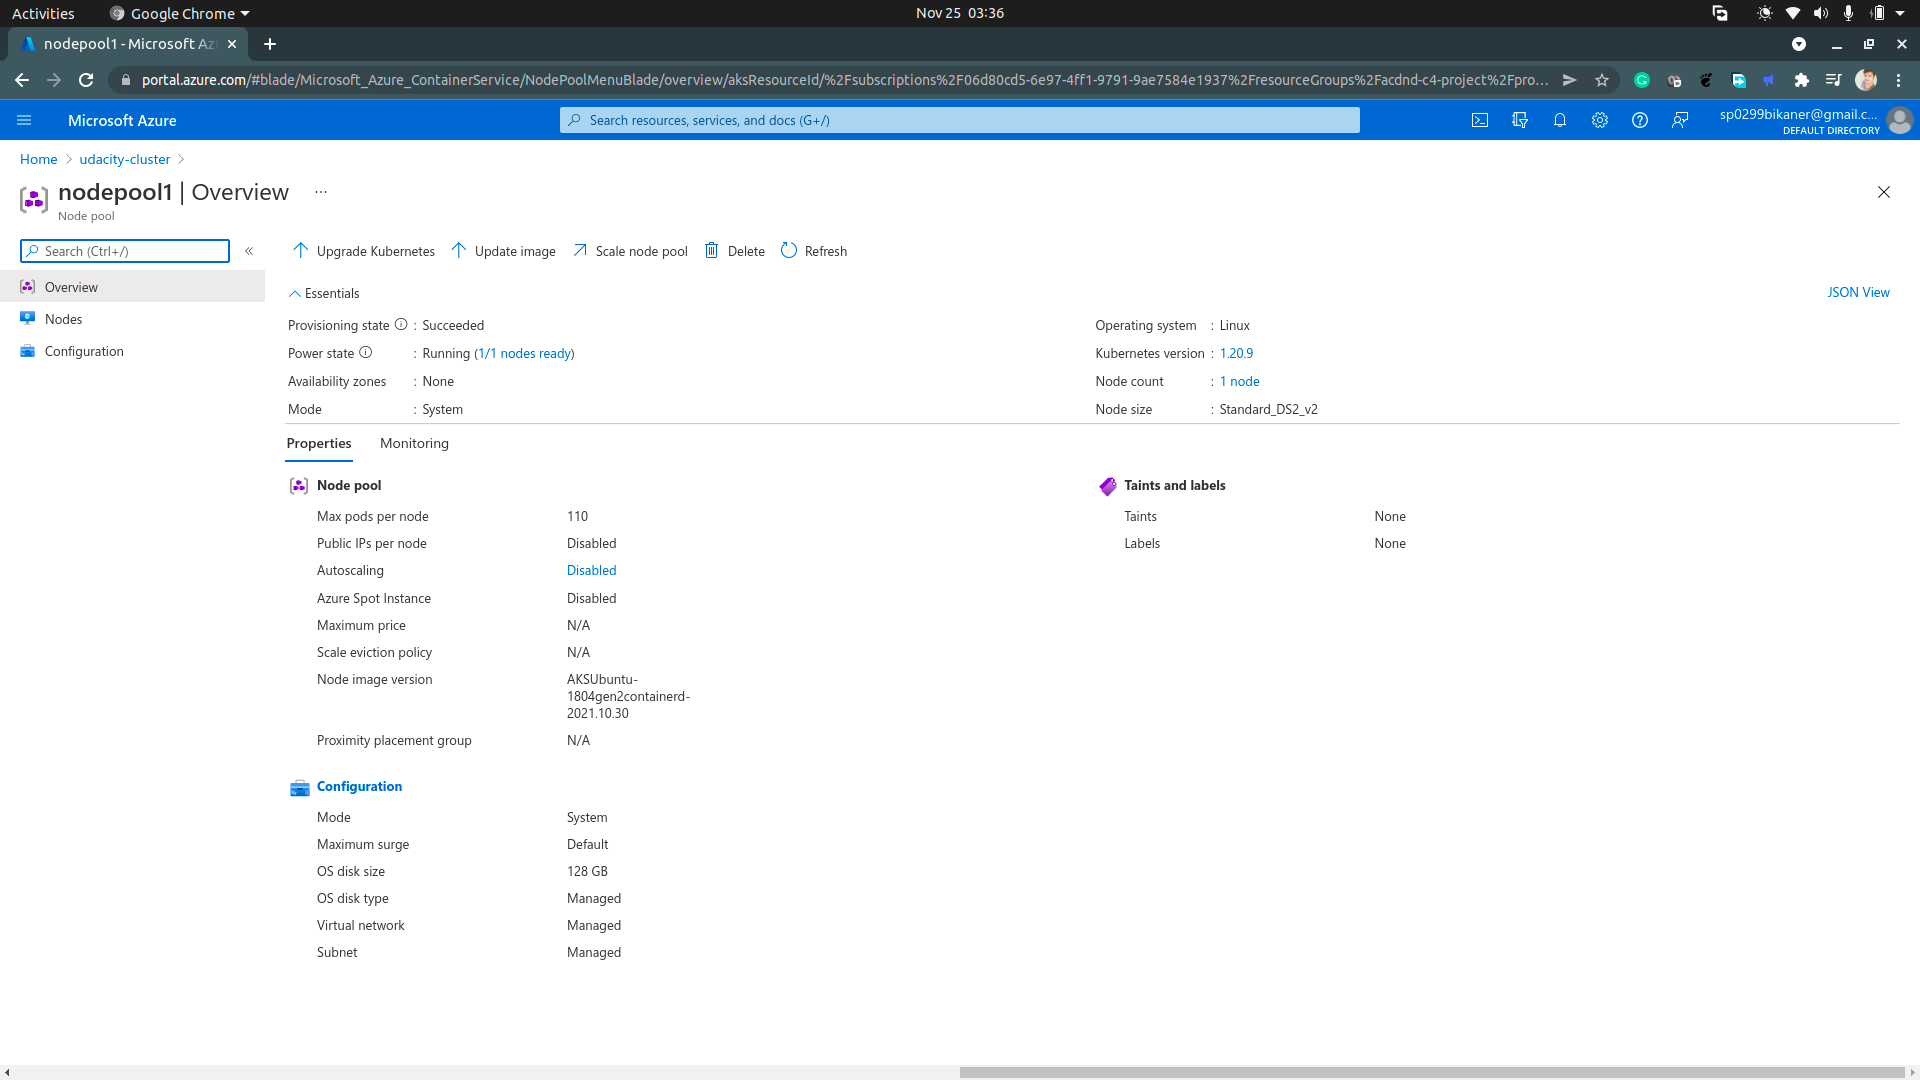 Activities
Google Chrome
Nov 25 03:36
nodepool1 - Microsoft Az
portal.azure.com/#blade/Microsoft_Azure_ContainerService/NodePoolMenuBlade/overview/aksResourceId/%2Fsubscriptions%2F06d80cd5-6e97-4ff1-9791-9ae7584e1937%2FresourceGroups%2Facdnd-c4-project%2Fpro...
Microsoft Azure
Search resources, services, and docs (G+/)
sp0299bikaner@gmail.c...
DEFAULT DIRECTORY
Home > udacity-cluster >
nodepool1 | Overview ...
Node pool
Search (Ctrl+/)
«
Overview
Nodes
Configuration
Upgrade Kubernetes
Update image
Scale node pool
Delete
Refresh
Essentials
JSON View
Provisioning state : Succeeded
Power state : Running (1/1 nodes ready)
Availability zones : None
Mode : System
Operating system : Linux
Kubernetes version : 1.20.9
Node count : 1 node
Node size : Standard_DS2_v2
Properties
Monitoring
Node pool
Max pods per node 110
Public IPs per node Disabled
Autoscaling Disabled
Azure Spot Instance Disabled
Maximum price N/A
Scale eviction policy N/A
Node image version AKSUbuntu-
1804gen2containerd-
2021.10.30
Proximity placement group N/A
Configuration
Mode System
Maximum surge Default
OS disk size 128 GB
OS disk type Managed
Virtual network Managed
Subnet Managed
Taints and labels
Taints None
Labels None